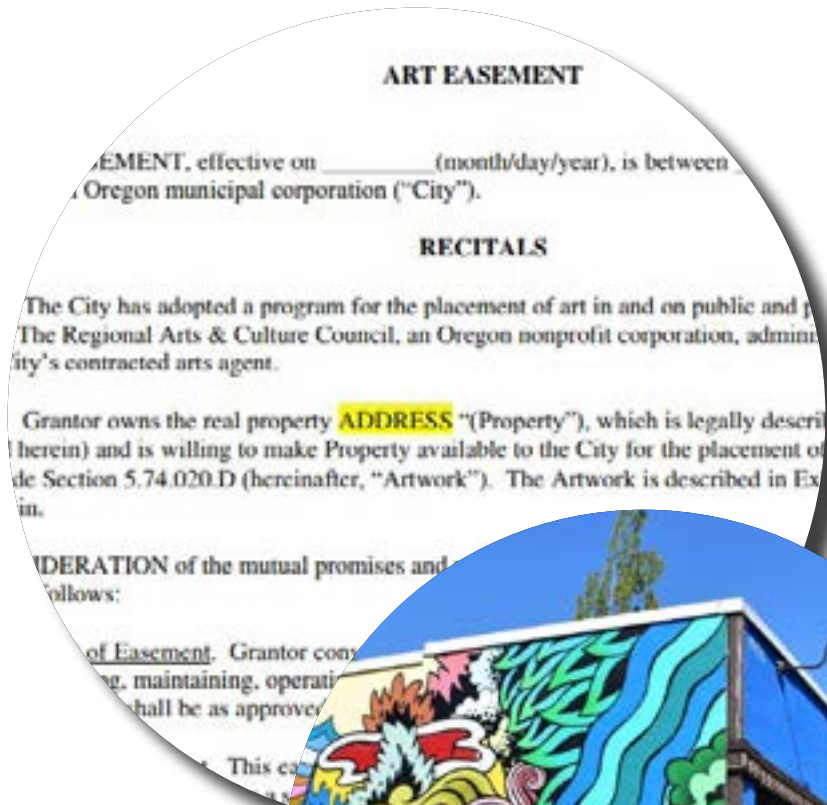 ART EASEMENT
EMENT, effective on _________(month/day/year), is between
Oregon municipal corporation (“City”).
RECITALS
The City has adopted a program for the placement of art in and on public and
The Regional Arts & Culture Council, an Oregon nonprofit corporation,
ity’s contracted arts agent.
Grantor owns the real property ADDRESS “(Property”), which is legally
herein) and is willing to make Property available to the City for the placement of
de Section 5.74.020.D (hereinafter, “Artwork”).  The Artwork is described in Ex
in.
IDERATION of the mutual promises and
follows:
of Easement.  Grantor conv
ng, maintaining, operati
shall be as approved
This ea